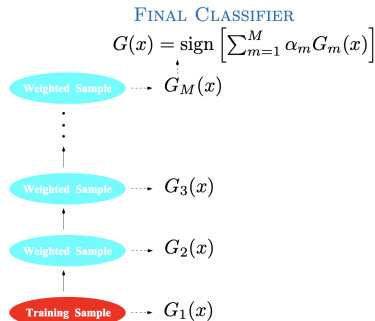 FINAL CLASSIFIER
G(x) = sign [∑_{m=1}^{M} α_m G_m(x)]
Weighted Sample G_M(x)
Weighted Sample G_3(x)
Weighted Sample G_2(x)
Training Sample G_1(x)